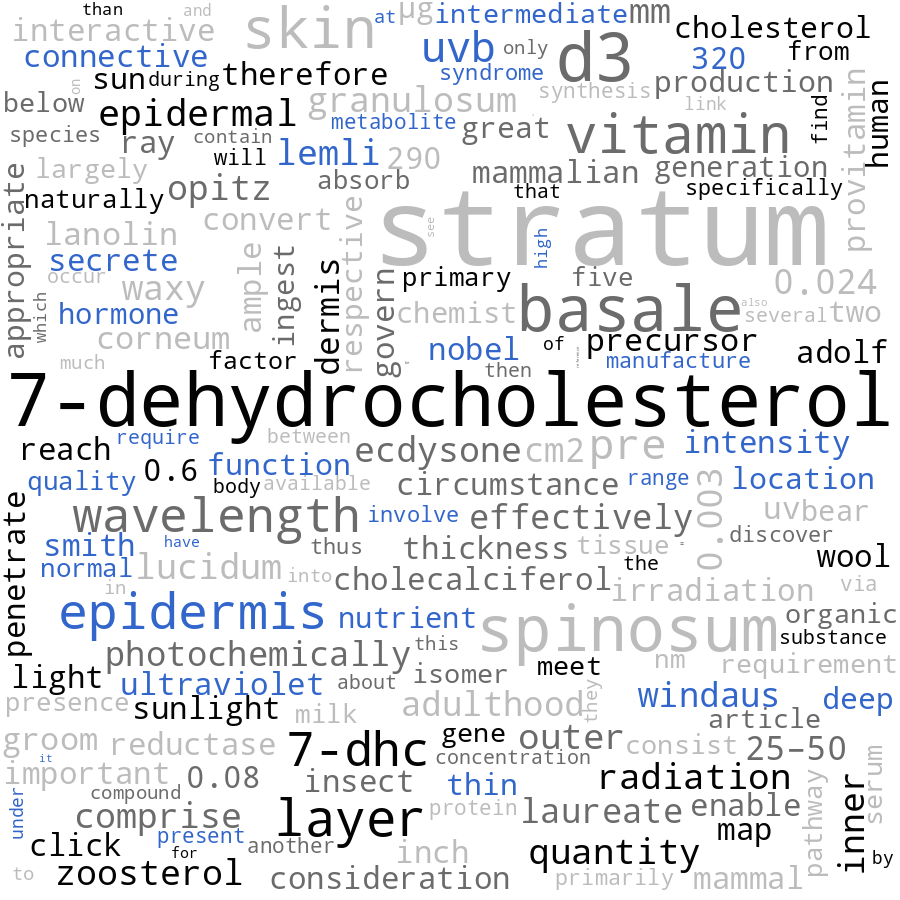 than and
interactive skin at µg intermediate mm cholesterol
connective uvb only d3 320 from
sun during therefore syndrome production
on
below epidermal granulosum synthesis link
species ray contain metabolite great vitamin find human
will lemli 290 provitamin
largely absorb mammalian generation
naturally opitz that specifically
appropriate convert respective see stratum
lanolin high
secrete ample ingest dermis primary five 0.024
occur waxy govern
which hormone chemist basale also several two
corneum nobel of precursor adolf
much factor then manufacture
7-dehydrocholesterol
reach require between ecdysone cm2 pre intensity
quality 0.6 function circumstance range location
body available 0.003
penetrate wavelength involve effectively uv bear
smith have thus thickness tissue discover wool
normal lucidum into cholecalciferol the
in irradiation via
epidermis nutrient spinosum organic
substance
photochemically this meet nm requirement
light ultraviolet about isomer they windaus deep
presence sunlight milk adulthood article
groom reductase 7-dhc gene outer consist 25-50
it concentration
important 0.08 insect thin radiation serum
under compound protein pathway inner
comprise layer laureate enable
click present another map
for inch quantity by
to zoosterol consideration primarily mammal